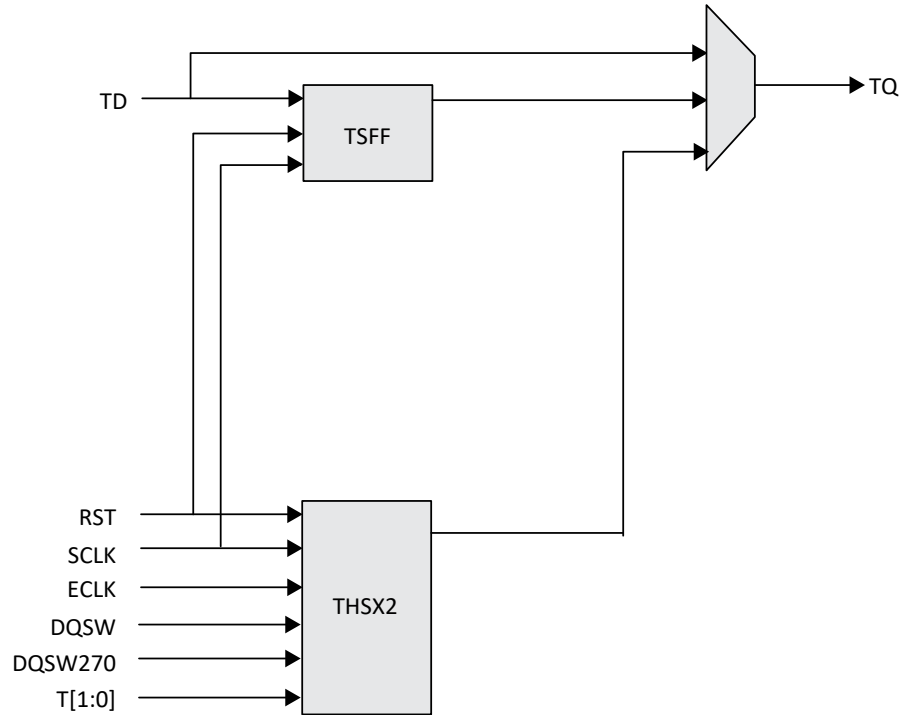 TD
TSFF
TQ
RST
SCLK
ECLK
DQSW
DQSW270
T[1:0]
THSX2